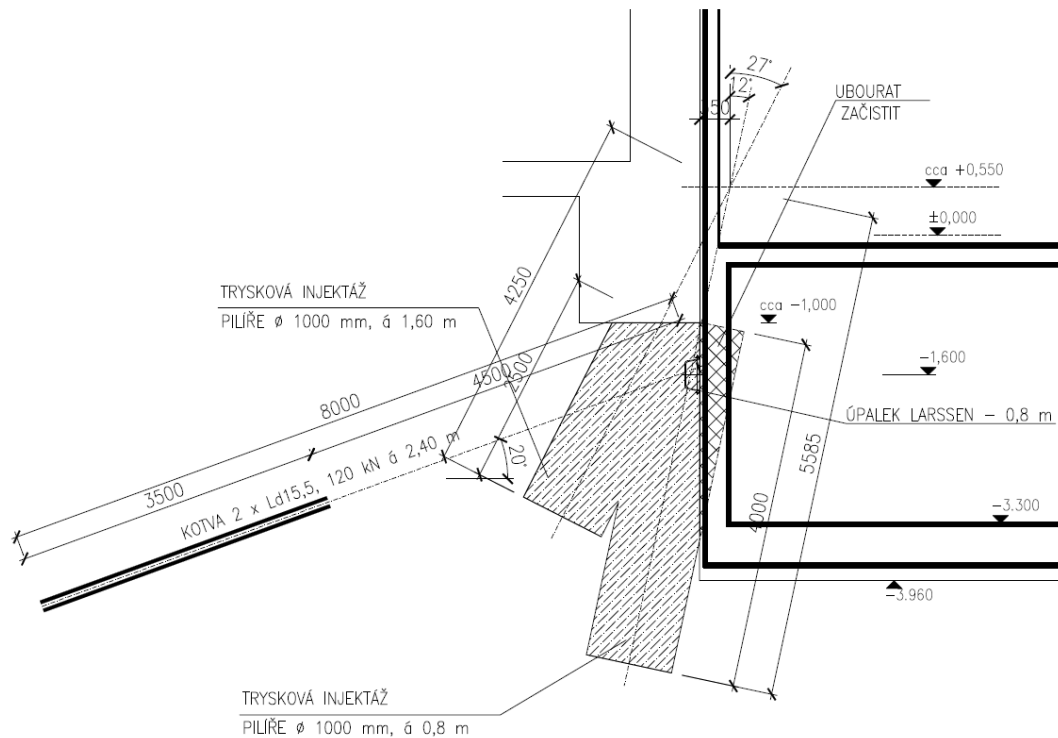 27°
12°
350
UBOURAT
ZAČISTIT
cca +0,550
±0,000
4250
TRYSKOVÁ INJEKTÁŽ
PILÍŘE ø 1000 mm, á 1,60 m
cca -1,000
2500
4500
-1,600
8000
ÚPALEK LARSSEN – 0,8 m
5585
20°
3500
KOTVA 2 x Ld15,5, 120 kN á 2,40 m
4000
-3.300
-3.960
TRYSKOVÁ INJEKTÁŽ
PILÍŘE ø 1000 mm, á 0,8 m